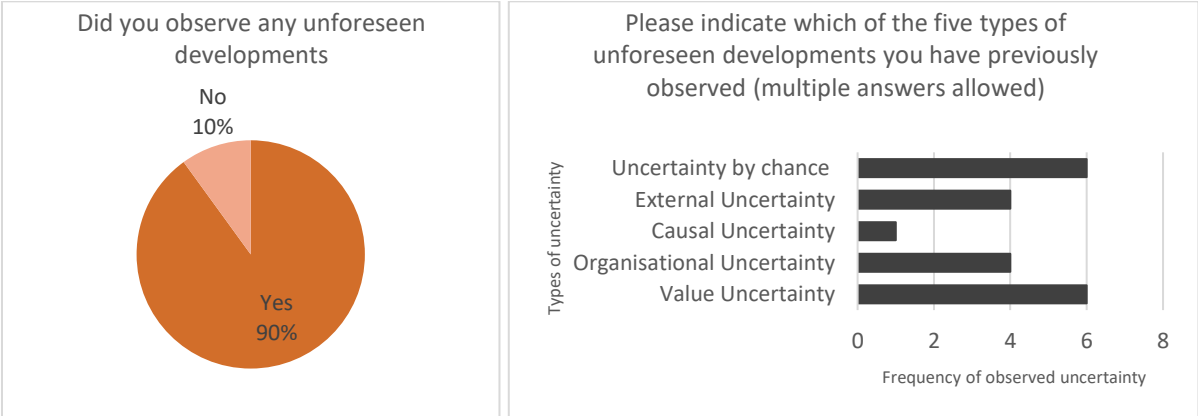 Did you observe any unforeseen
developments
No
10%
Yes
90%
Please indicate which of the five types of
unforeseen developments you have previously
observed (multiple answers allowed)
Types of uncertainty
Uncertainty by chance
External Uncertainty
Causal Uncertainty
Organisational Uncertainty
Value Uncertainty
0 2 4 6 8
Frequency of observed uncertainty